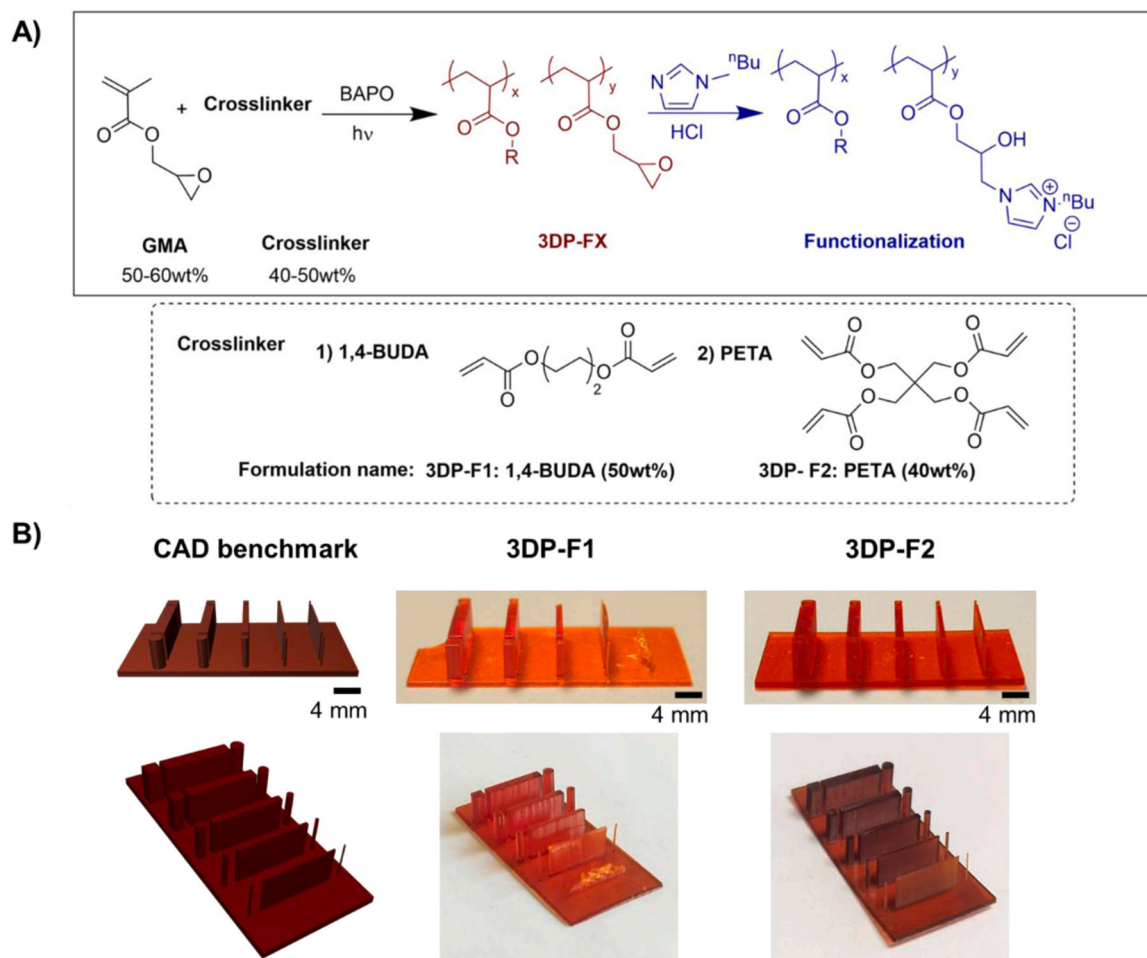 A)
O
O
O
GMA
50-60wt%
+
Crosslinker
Crosslinker
40-50wt%
BAPO
hν
x
O
O
R
y
O
O
O
3DP-FX
N
N
nBu
HCl
x
O
O
R
y
O
O
OH
N
N
+
nBu
Cl
−
Functionalization
Crosslinker
1) 1,4-BUDA
O
O
2
O
O
2) PETA
O
O
O
O
O
O
O
O
Formulation name: 3DP-F1: 1,4-BUDA (50wt%)
3DP- F2: PETA (40wt%)
B)
CAD benchmark
3DP-F1
3DP-F2
4 mm
4 mm
4 mm